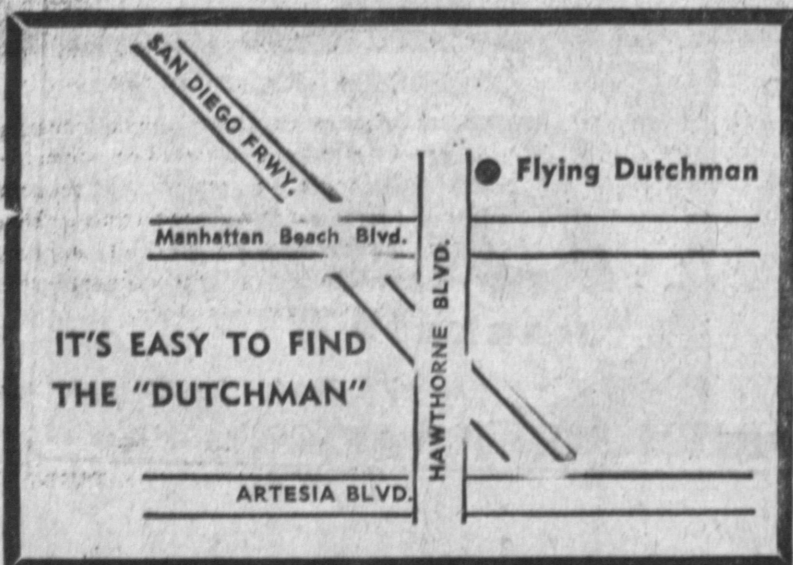 SAN DIEGO FRWY.
Flying Dutchman
Manhattan Beach Blvd.
HAWTHORNE BLVD.
IT'S EASY TO FIND
THE "DUTCHMAN"
ARTESIA BLVD.